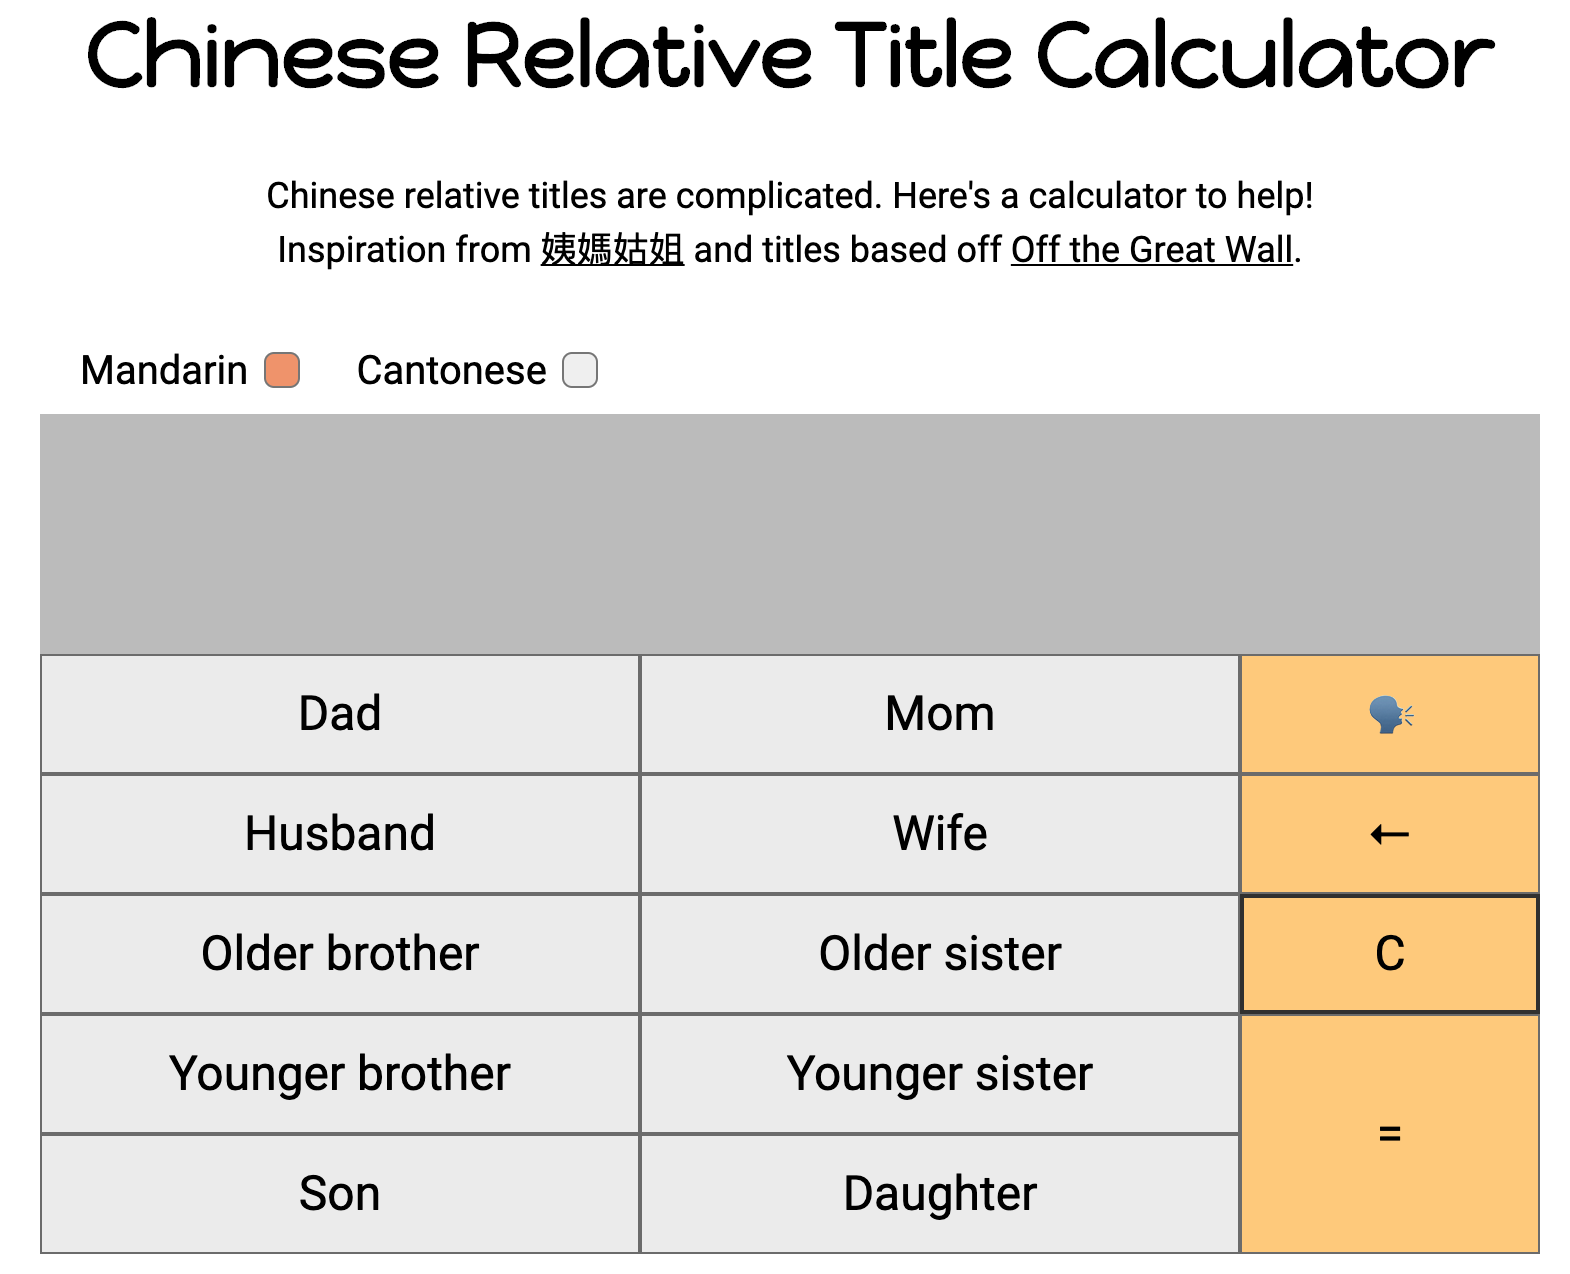 Chinese Relative Title Calculator
Chinese relative titles are complicated. Here's a calculator to help!
Inspiration from 姨媽姑姐 and titles based off Off the Great Wall.
Mandarin Cantonese
Dad Mom 🗣
Husband Wife ←
Older brother Older sister C
Younger brother Younger sister
=
Son Daughter